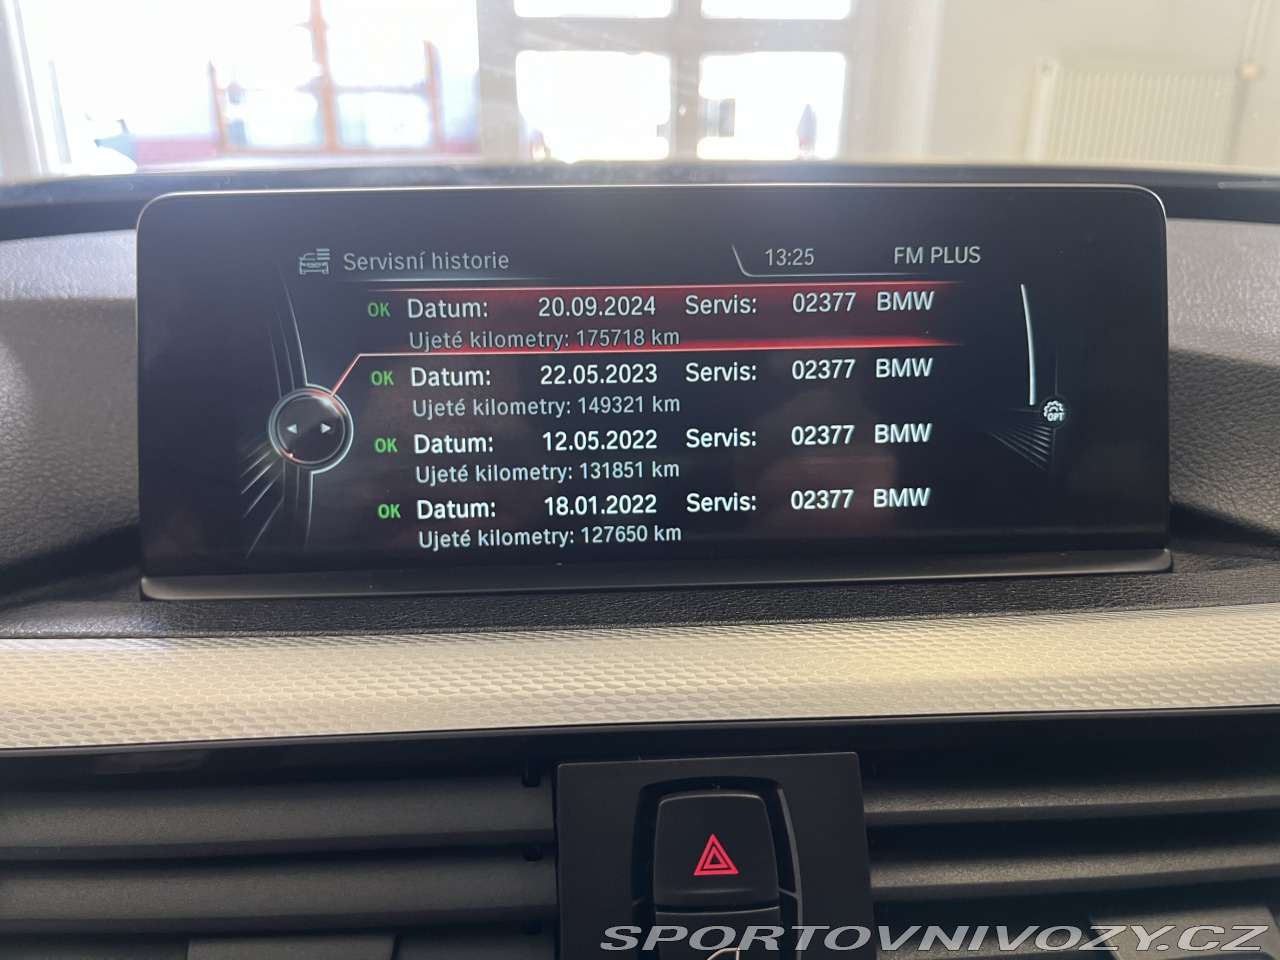 Servisní historie 13:25 FM PLUS
OK Datum: 20.09.2024 Servis: 02377 BMW
Ujeté kilometry: 175718 km
OK Datum: 22.05.2023 Servis: 02377 BMW
Ujeté kilometry: 149321 km
OK Datum: 12.05.2022 Servis: 02377 BMW
Ujeté kilometry: 131851 km
OK Datum: 18.01.2022 Servis: 02377 BMW
Ujeté kilometry: 127650 km
OPT
SPORTOVNIVOZY.CZ